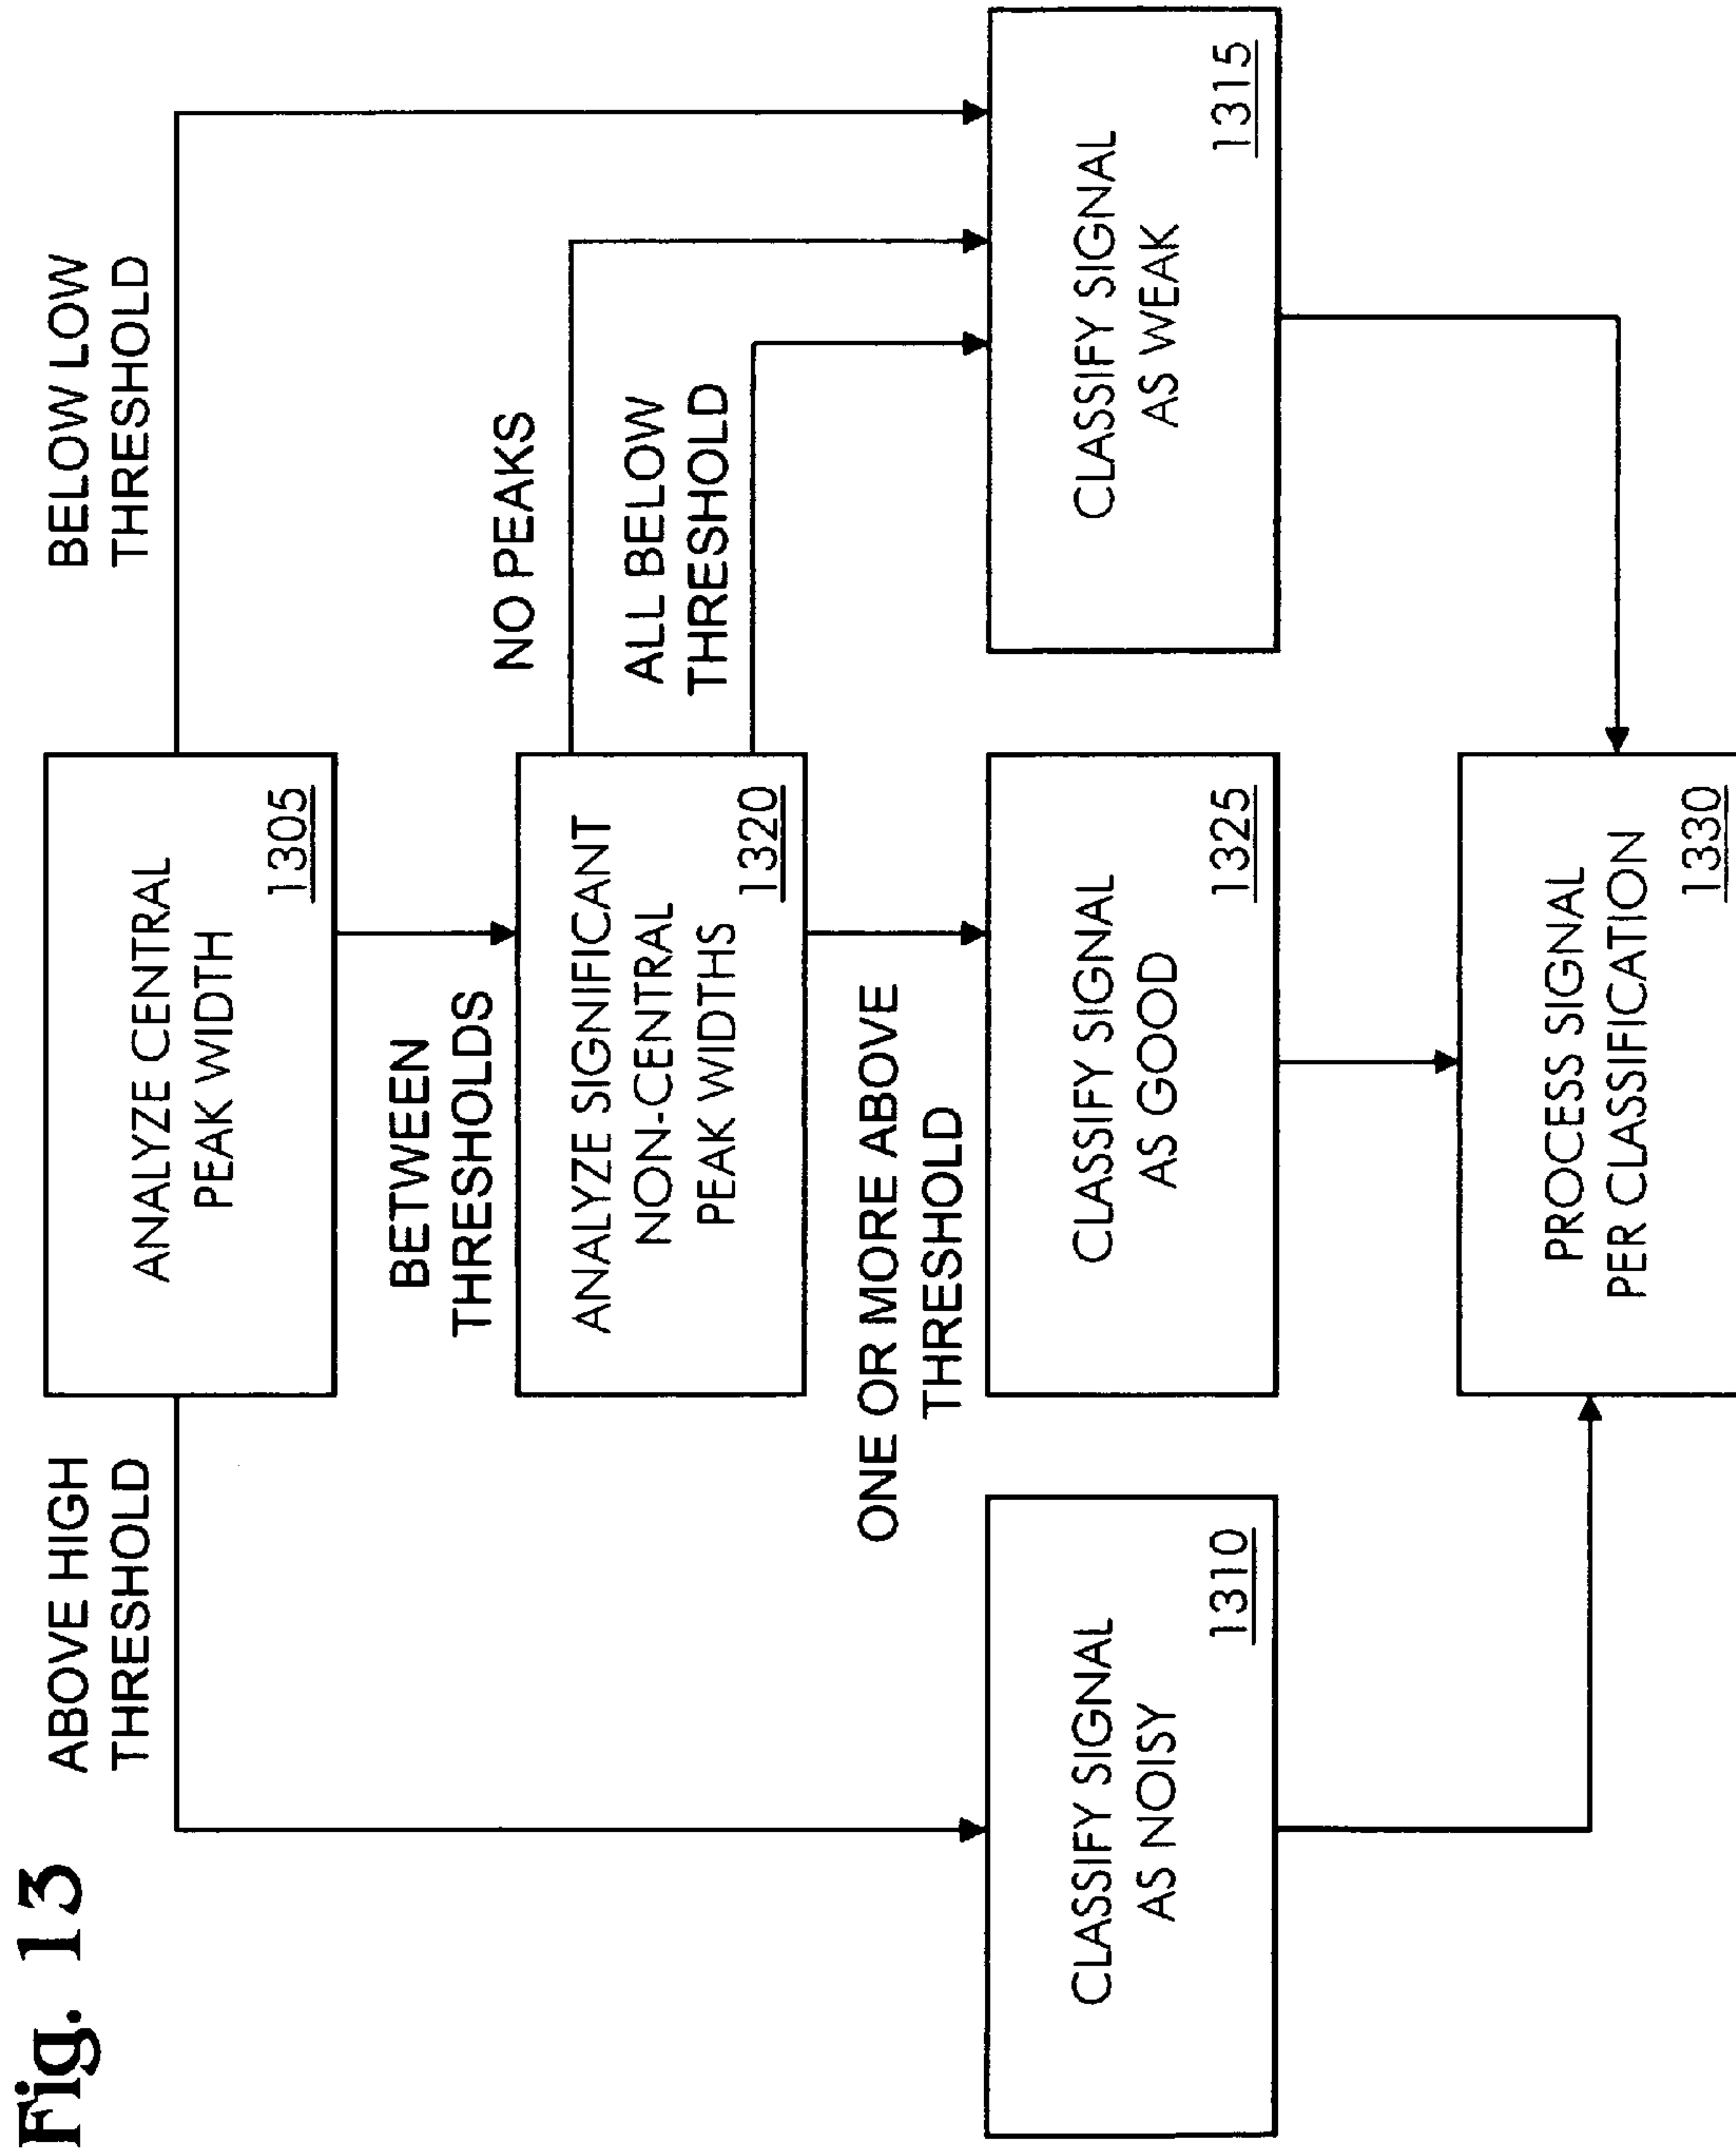 Fig. 13
ABOVE HIGH
THRESHOLD
BELOW LOW
THRESHOLD
ANALYZE CENTRAL
PEAK WIDTH
1305
BETWEEN
THRESHOLDS
NO PEAKS
ANALYZE SIGNIFICANT
NON-CENTRAL
PEAK WIDTHS
1320
ALL BELOW
THRESHOLD
ONE OR MORE ABOVE
THRESHOLD
CLASSIFY SIGNAL
AS NOISY
1310
CLASSIFY SIGNAL
AS GOOD
1325
CLASSIFY SIGNAL
AS WEAK
1315
PROCESS SIGNAL
PER CLASSIFICATION
1330